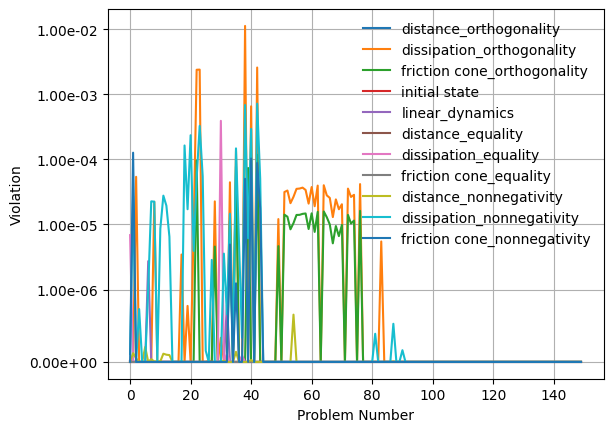 1.00e-02
1.00e-03
1.00e-04
1.00e-05
1.00e-06
0.00e+00
Violation
distance_orthogonality
dissipation_orthogonality
friction cone_orthogonality
initial state
linear_dynamics
distance_equality
dissipation_equality
friction cone_equality
distance_nonnegativity
dissipation_nonnegativity
friction cone_nonnegativity
0 20 40 60 80 100 120 140
Problem Number